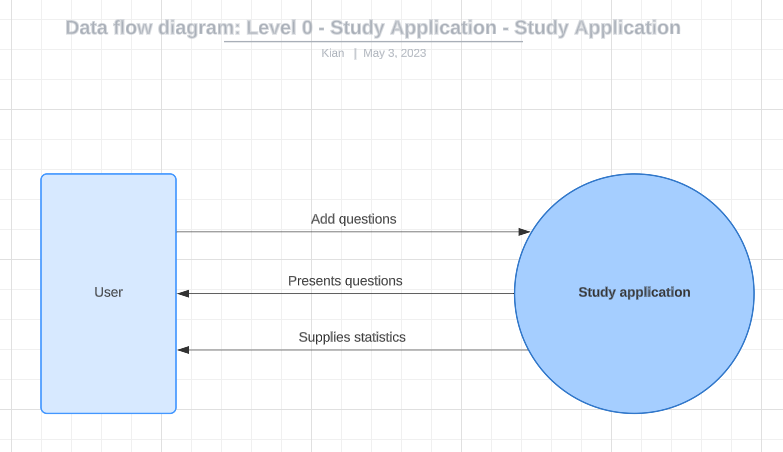 Data flow diagram: Level 0 - Study Application - Study Application
Kian | May 3, 2023
Add questions
Presents questions
User
Study application
Supplies statistics